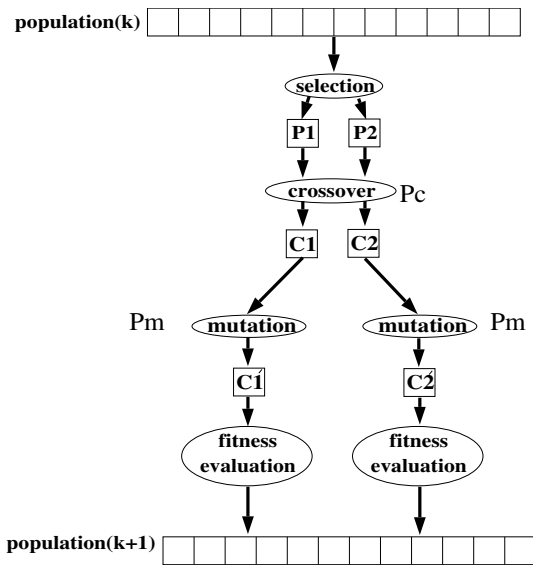 population(k)
selection
P1 P2
crossover Pc
C1 C2
Pm mutation mutation Pm
C1́ C2́
fitness fitness
evaluation evaluation
population(k+1)